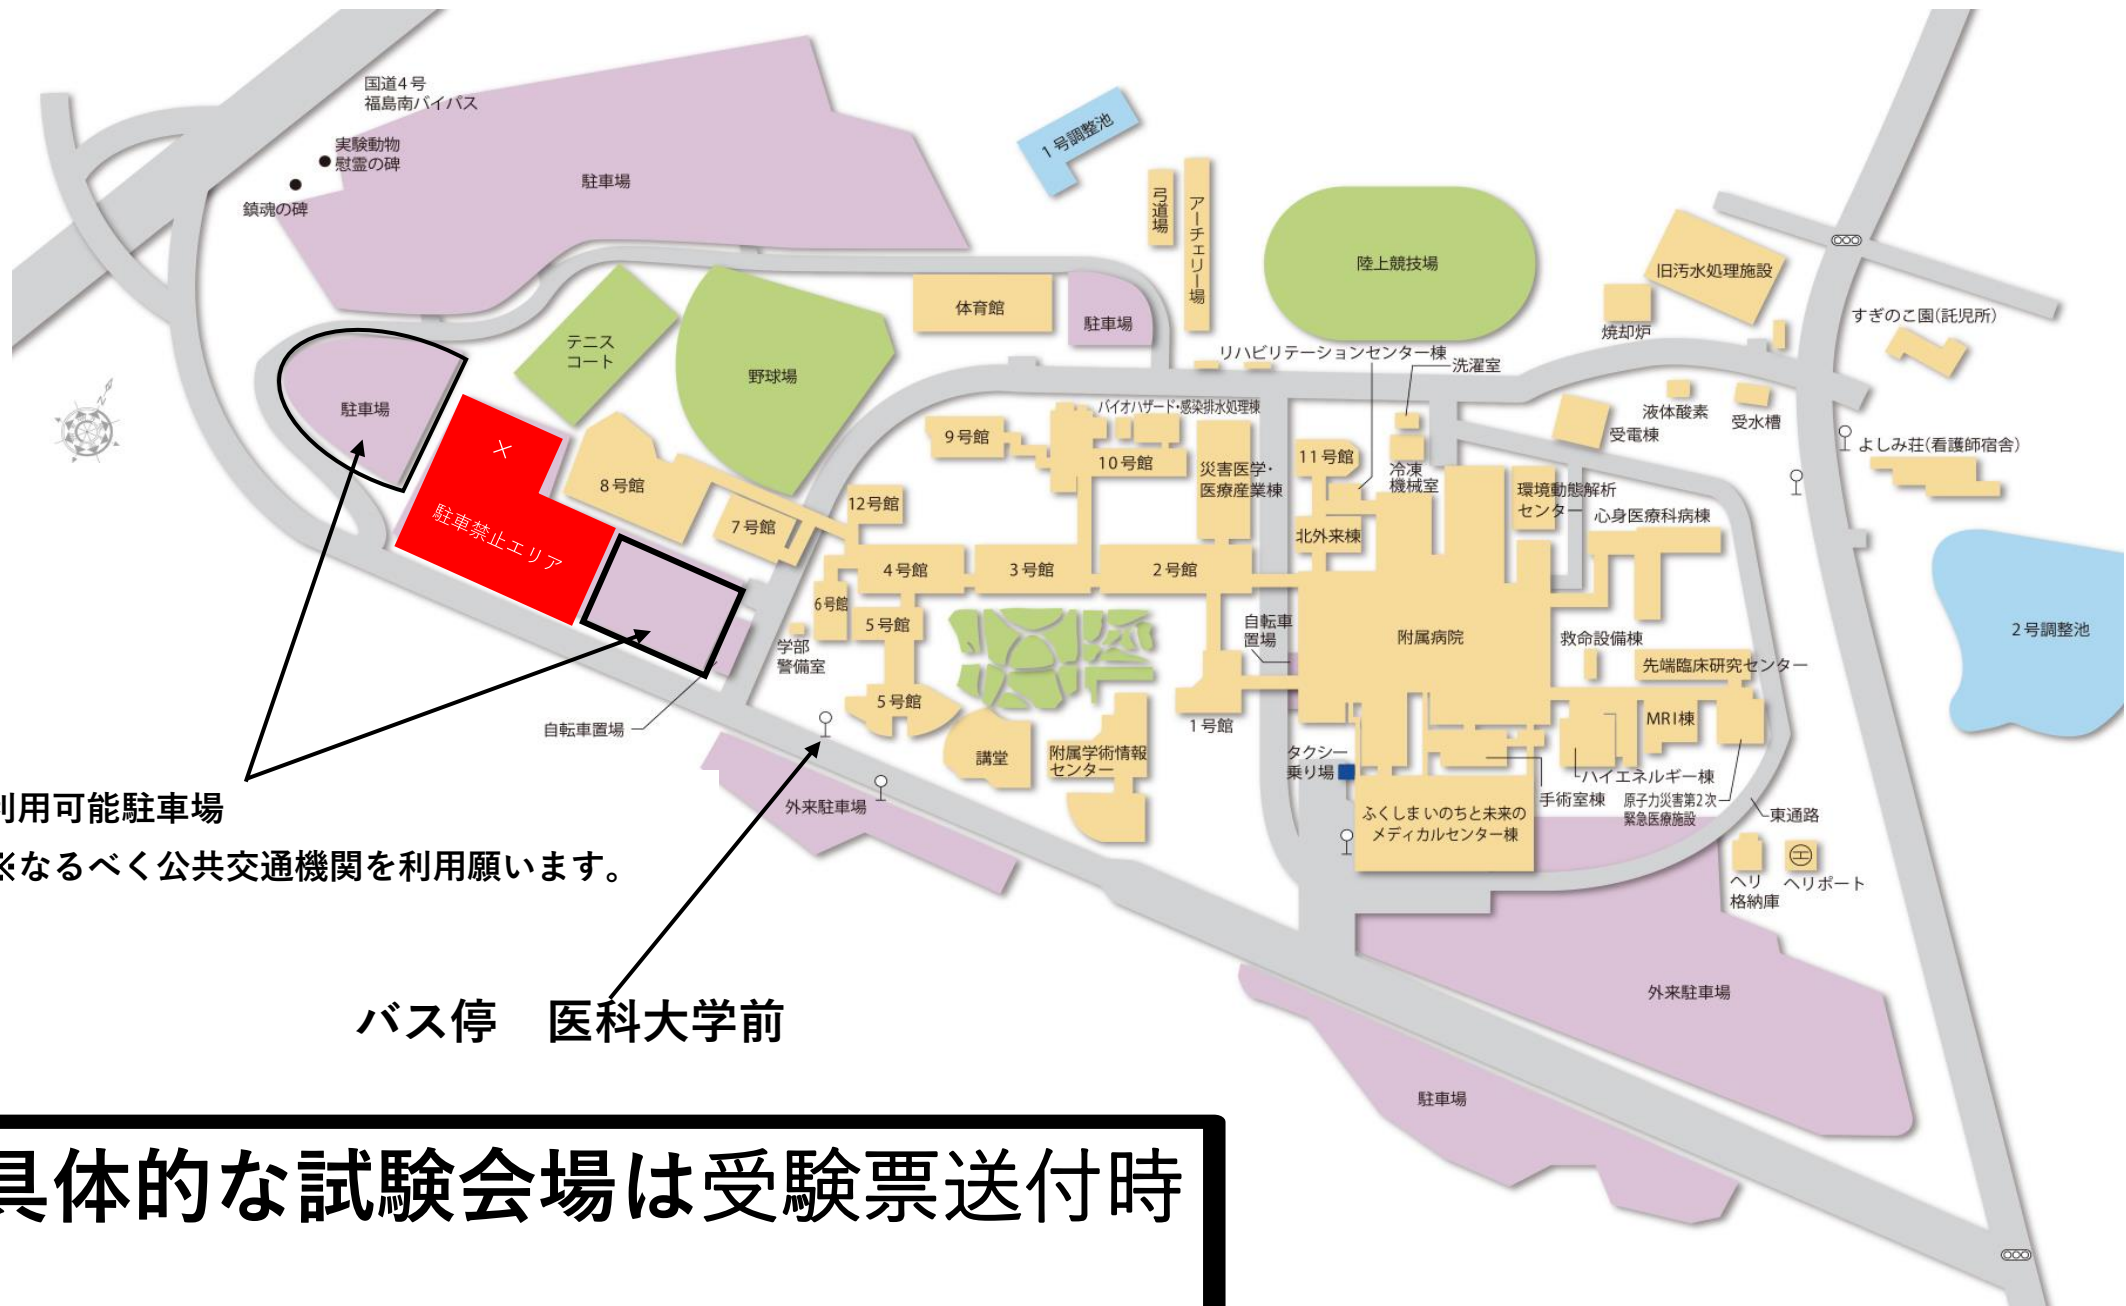 国道4号
福島南バイパス
実験動物
慰霊の碑
鎮魂の碑
駐車場
1号調整池
弓道場
アーチェリー場
陸上競技場
旧汚水処理施設
焼却炉
すぎのこ園(託児所)
体育館
駐車場
テニス
コート
野球場
リハビリテーションセンター棟
洗濯室
駐車場
バイオハザード・感染排水処理棟
液体酸素
受水槽
受電棟
よしみ荘(看護師宿舎)
9号館
10号館
災害医学・
医療産業棟
11号館
冷凍
機械室
環境動態解析
センター
心身医療科病棟
×
駐車禁止エリア
8号館
7号館
12号館
北外来棟
4号館
3号館
2号館
6号館
5号館
学部
警備室
自転車
置場
附属病院
救命設備棟
先端臨床研究センター
2号調整池
5号館
自転車置場
1号館
MRI棟
講堂
附属学術情報
センター
タクシー
乗り場
ハイエネルギー棟
手術室棟
原子力災害第2次
緊急医療施設
東通路
外来駐車場
ふくしま いのちと未来の
メディカルセンター棟
ヘリ
格納庫
ヘリポート
利用可能駐車場
※なるべく公共交通機関を利用願います。
外来駐車場
バス停　医科大学前
駐車場
具体的な試験会場は受験票送付時